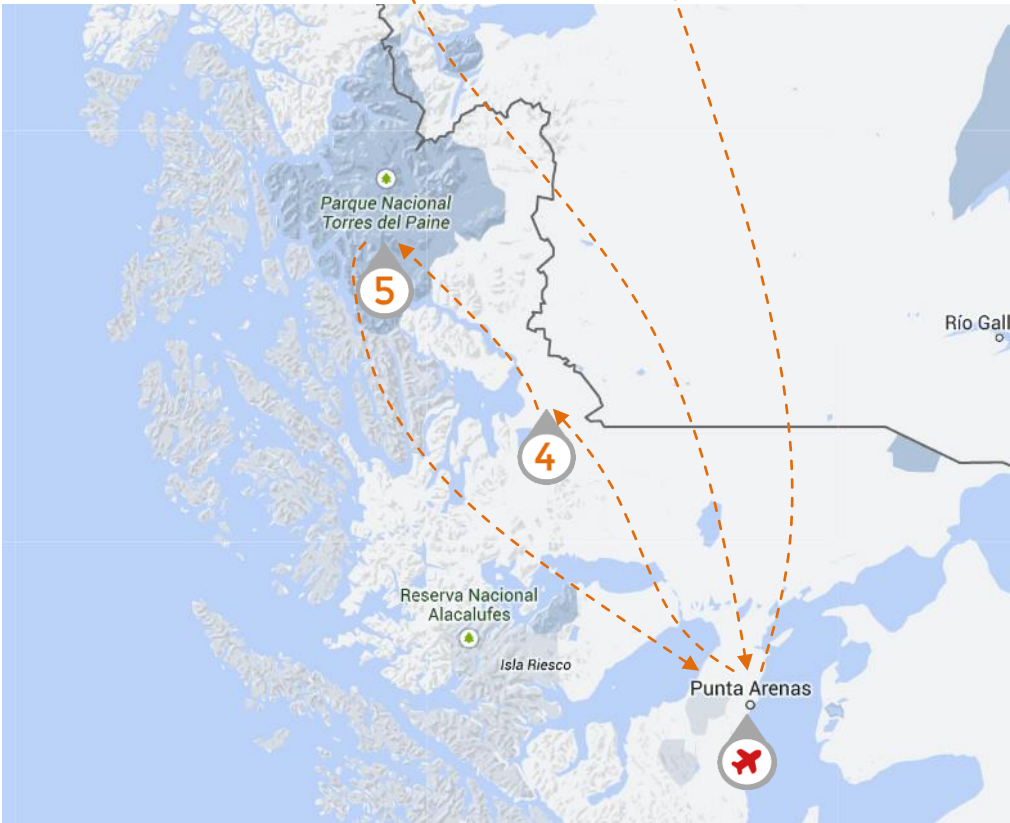 Parque Nacional
Torres del Paine
5
Río Gall
4
Reserva Nacional
Alacalufes
Isla Riesco
Punta Arenas